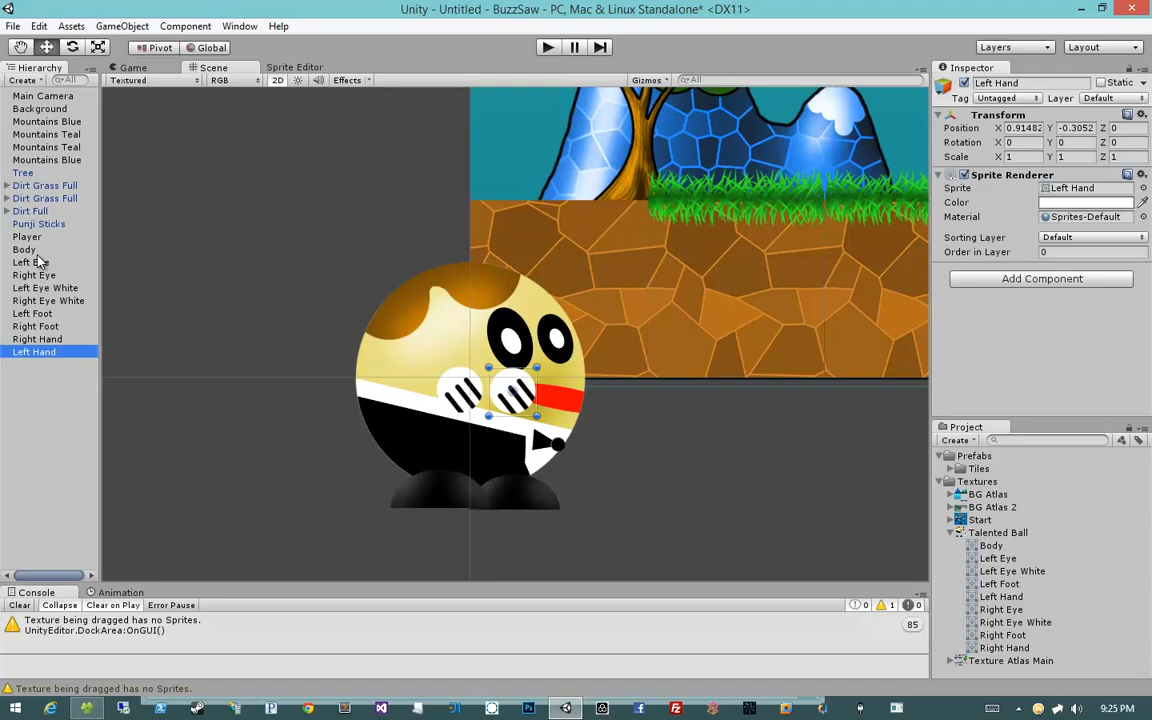 Unity - Untitled - BuzzSaw - PC, Mac & Linux Standalone* <DX11>
File Edit Assets GameObject Component Window Help
Pivot Global Layers Layout
Hierarchy
Create All
Main Camera
Background
Mountains Blue
Mountains Teal
Mountains Teal
Mountains Blue
Tree
Dirt Grass Full
Dirt Grass Full
Dirt Full
Punji Sticks
Player
Body
Left Eye
Right Eye
Left Eye White
Right Eye White
Left Foot
Right Foot
Right Hand
Left Hand
Game Scene Sprite Editor
Textured RGB 2D Effects Gizmos All
Inspector
Left Hand Static
Tag Untagged Layer Default
Transform
Position X 0.91482 Y -0.3052 Z 0
Rotation X 0 Y 0 Z 0
Scale X 1 Y 1 Z 1
Sprite Renderer
Sprite Left Hand
Color
Material Sprites-Default
Sorting Layer Default
Order in Layer 0
Add Component
Project
Create
Prefabs
Tiles
Textures
BG Atlas
BG Atlas 2
Start
Talented Ball
Body
Left Eye
Left Eye White
Left Foot
Left Hand
Right Eye
Right Eye White
Right Foot
Right Hand
Texture Atlas Main
Console Animation
Clear Collapse Clear on Play Error Pause 0 1 0
Texture being dragged has no Sprites.
UnityEditor.DockArea:OnGUI()
85
Texture being dragged has no Sprites.
9:25 PM